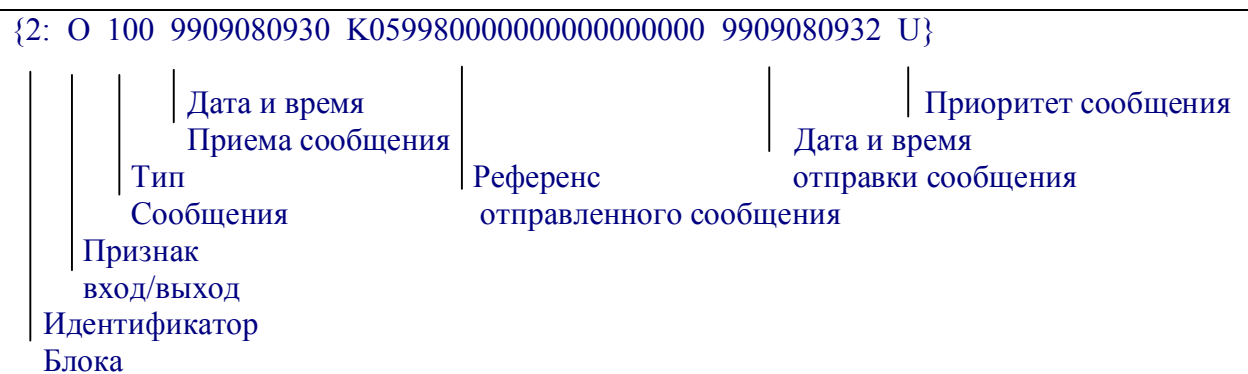 {2: O 100 9909080930 K059980000000000000000 9909080932 U}
Дата и время Приоритет сообщения
Приема сообщения Дата и время
Тип Референс отправки сообщения
Сообщения отправленного сообщения
Признак
вход/выход
Идентификатор
Блока